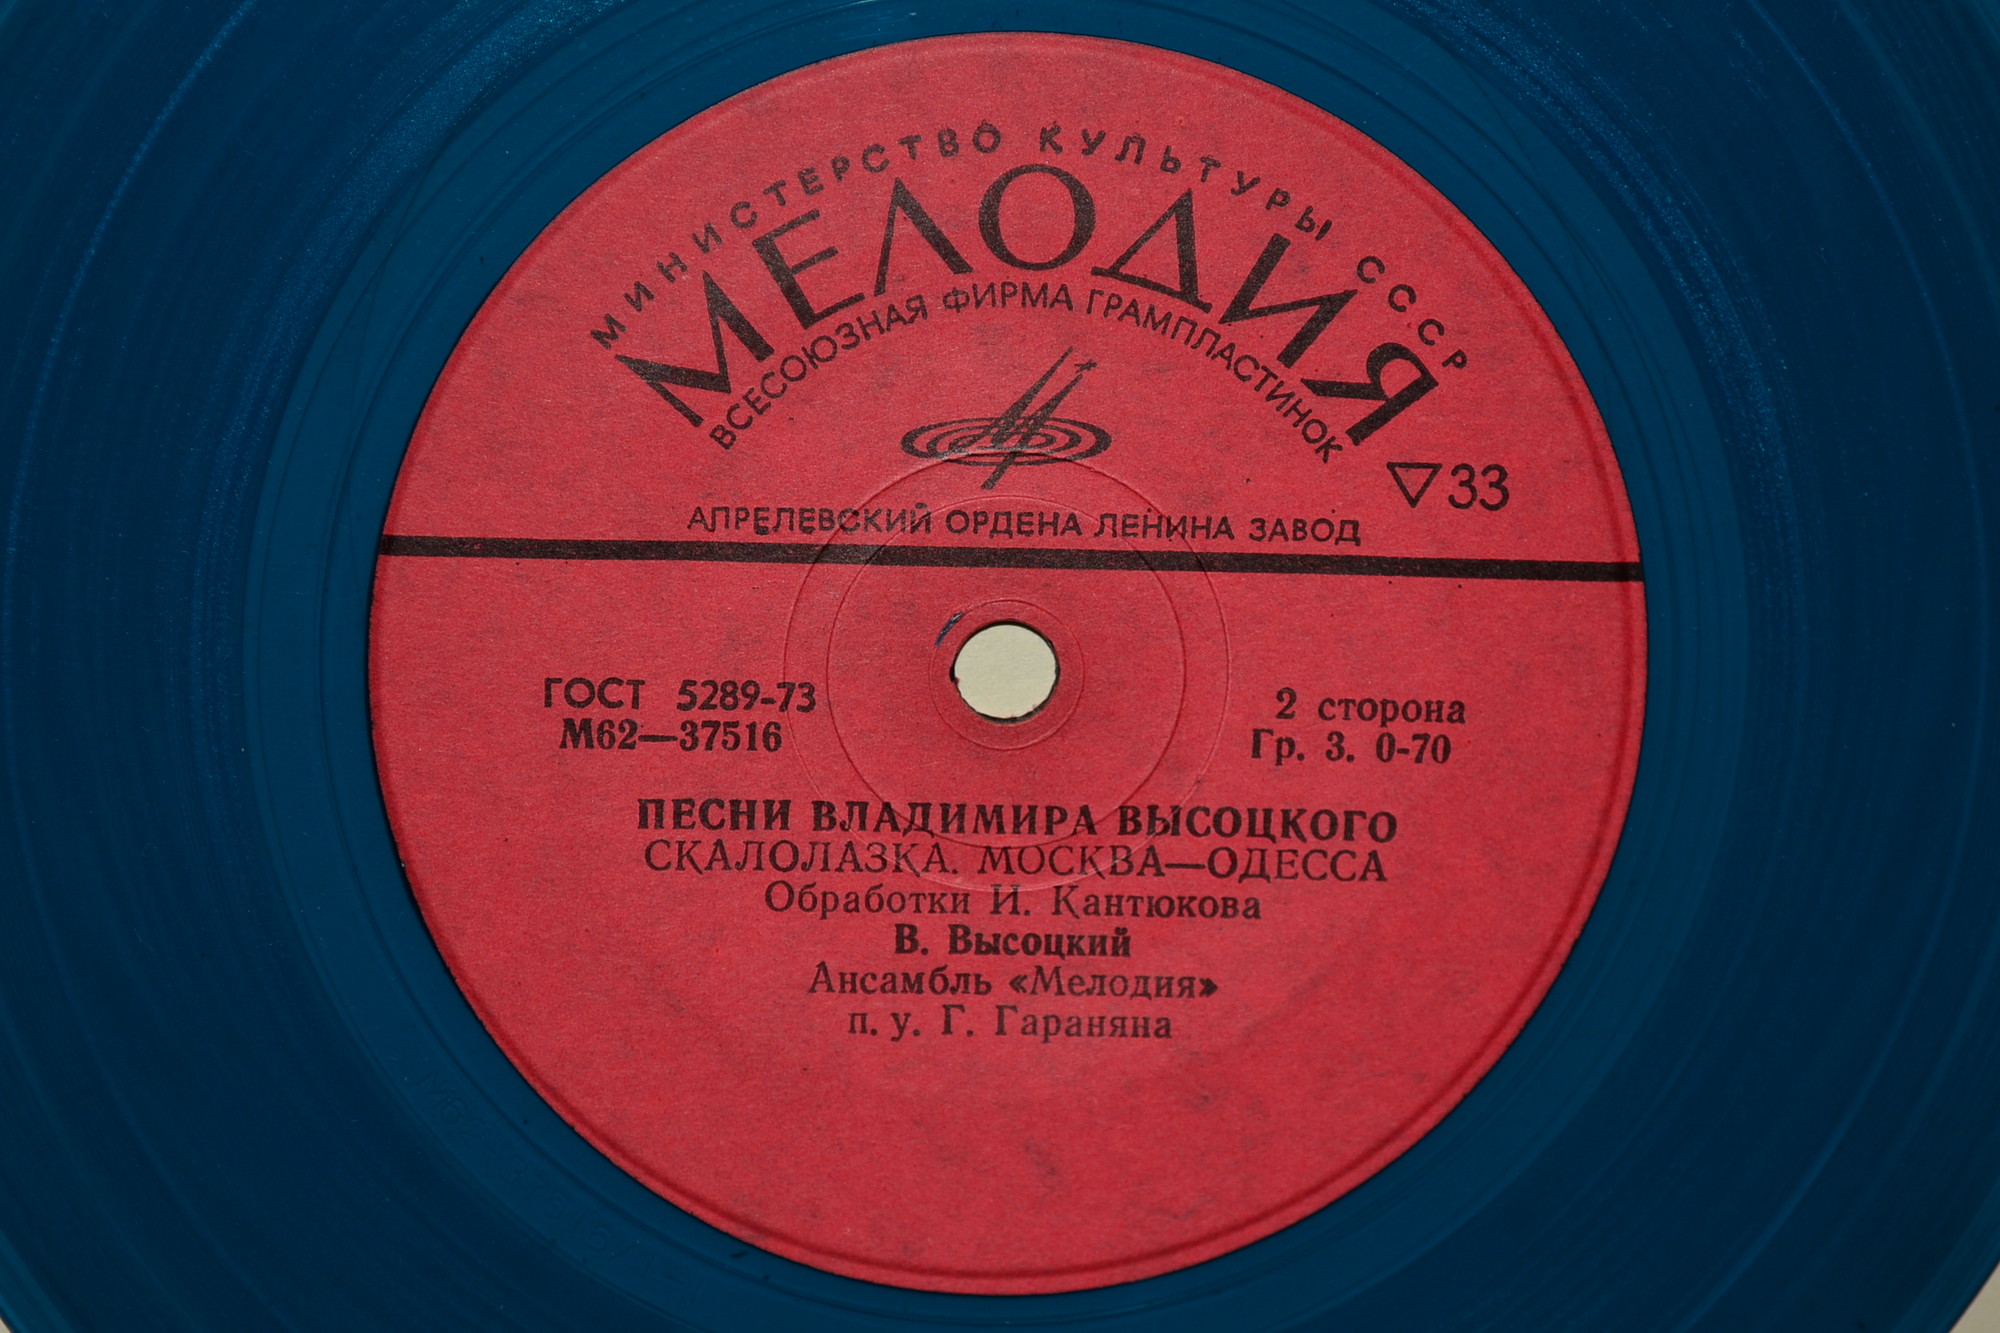 МИНИСТЕРСТВО КУЛЬТУРЫ СССР
МЕЛОДИЯ
ВСЕСОЮЗНАЯ ФИРМА ГРАМПЛАСТИНОК
▽33
АПРЕЛЕВСКИЙ ОРДЕНА ЛЕНИНА ЗАВОД
ГОСТ 5289-73
М62—37516
2 сторона
Гр. 3. 0-70
ПЕСНИ ВЛАДИМИРА ВЫСОЦКОГО
СКАЛОЛАЗКА. МОСКВА—ОДЕССА
Обработки И. Кантюкова
В. Высоцкий
Ансамбль «Мелодия»
п. у. Г. Гараняна